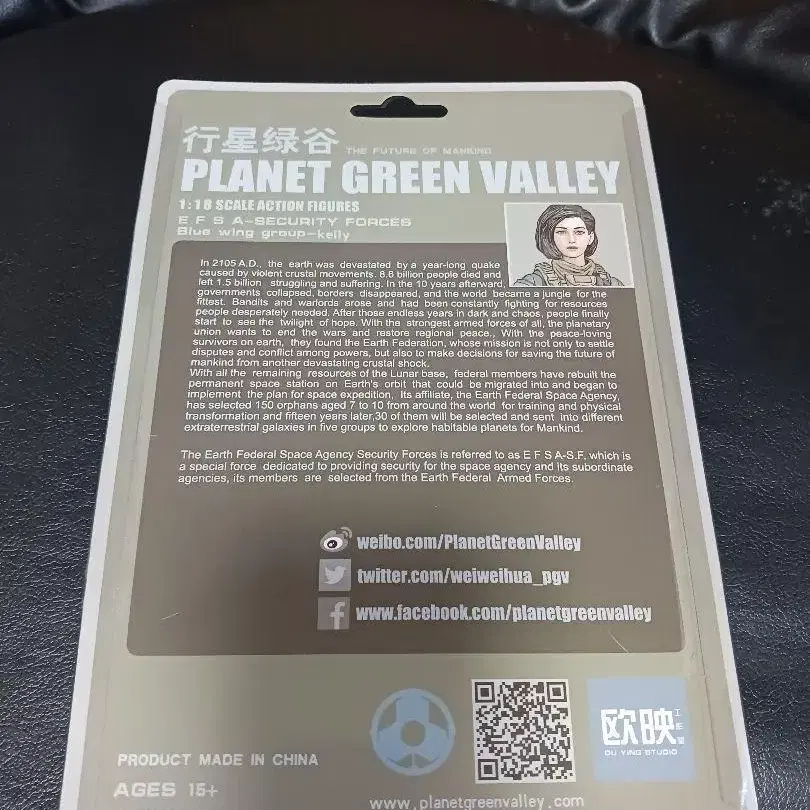 行星绿谷 THE FUTURE OF MANKIND
PLANET GREEN VALLEY
1:18 SCALE ACTION FIGURES
E F S A-SECURITY FORCES
Blue wing group-kelly
In 2105 A.D., the earth was devastated by a year-long quake
caused by violent crustal movements. 8.6 billion people died and
left 1.5 billion struggling and suffering. In the 10 years afterward,
governments collapsed, borders disappeared, and the world became a jungle for the
fittest. Bandits and warlords arose and had been constantly fighting for resources
people desperately needed. After those endless years in dark and chaos, people finally
start to see the twilight of hope. With the strongest armed forces of all, the planetary
union wants to end the wars and restore regional peace., With the peace-loving
survivors on earth, they found the Earth Federation, whose mission is not only to settle
disputes and conflict among powers, but also to make decisions for saving the future of
mankind from another devastating crustal shock.
With all the remaining resources of the Lunar base, federal members have rebuilt the
permanent space station on Earth's orbit that could be migrated into and began to
implement the plan for space expedition, Its affiliate, the Earth Federal Space Agency,
has selected 150 orphans aged 7 to 10 from around the world for training and physical
transformation and fifteen years later,30 of them will be selected and sent into different
extraterrestrial galaxies in five groups to explore habitable planets for Mankind.
The Earth Federal Space Agency Security Forces is referred to as E F S A-S.F, which is
a special force dedicated to providing security for the space agency and its subordinate
agencies, its members are selected from the Earth Federal Armed Forces.
weibo.com/PlanetGreenValley
twitter.com/weiweihua_pgv
www.facebook.com/planetgreenvalley
欧映工作室
OU YING STUDIO
PRODUCT MADE IN CHINA
AGES 15+
www.planetgreenvalley.com